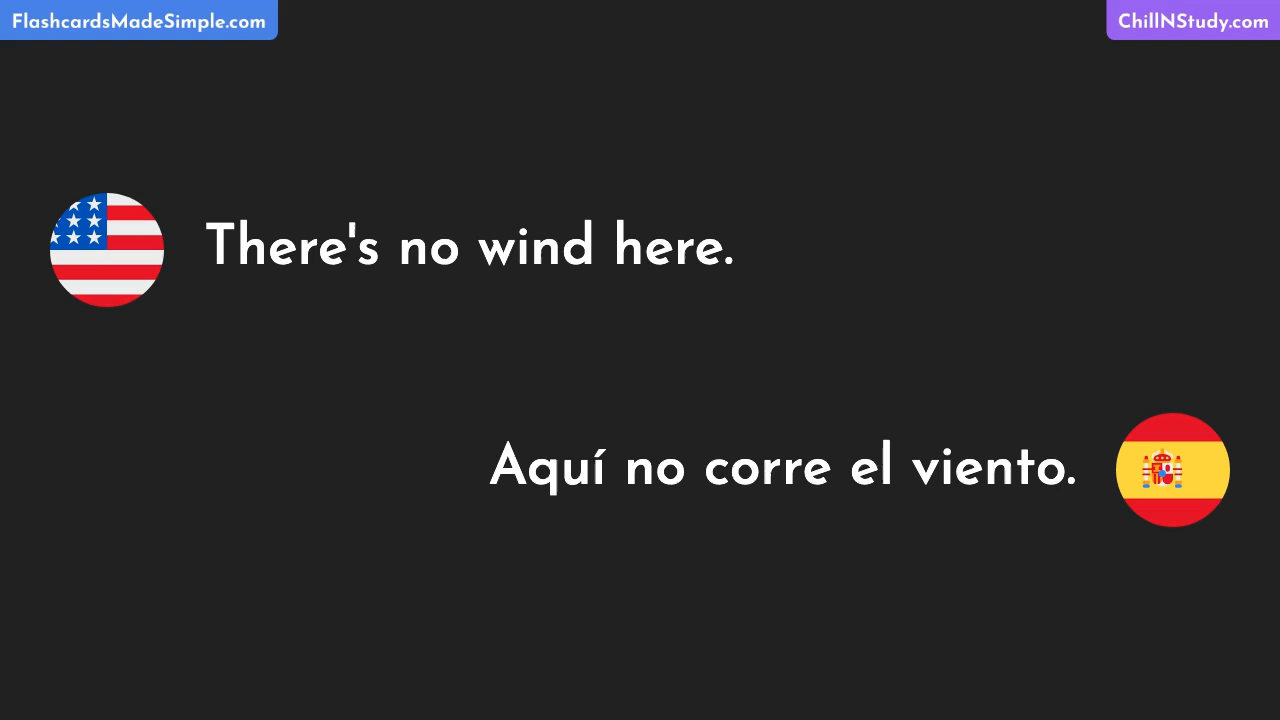 FlashcardsMadeSimple.com
ChillNStudy.com
There's no wind here.
Aquí no corre el viento.